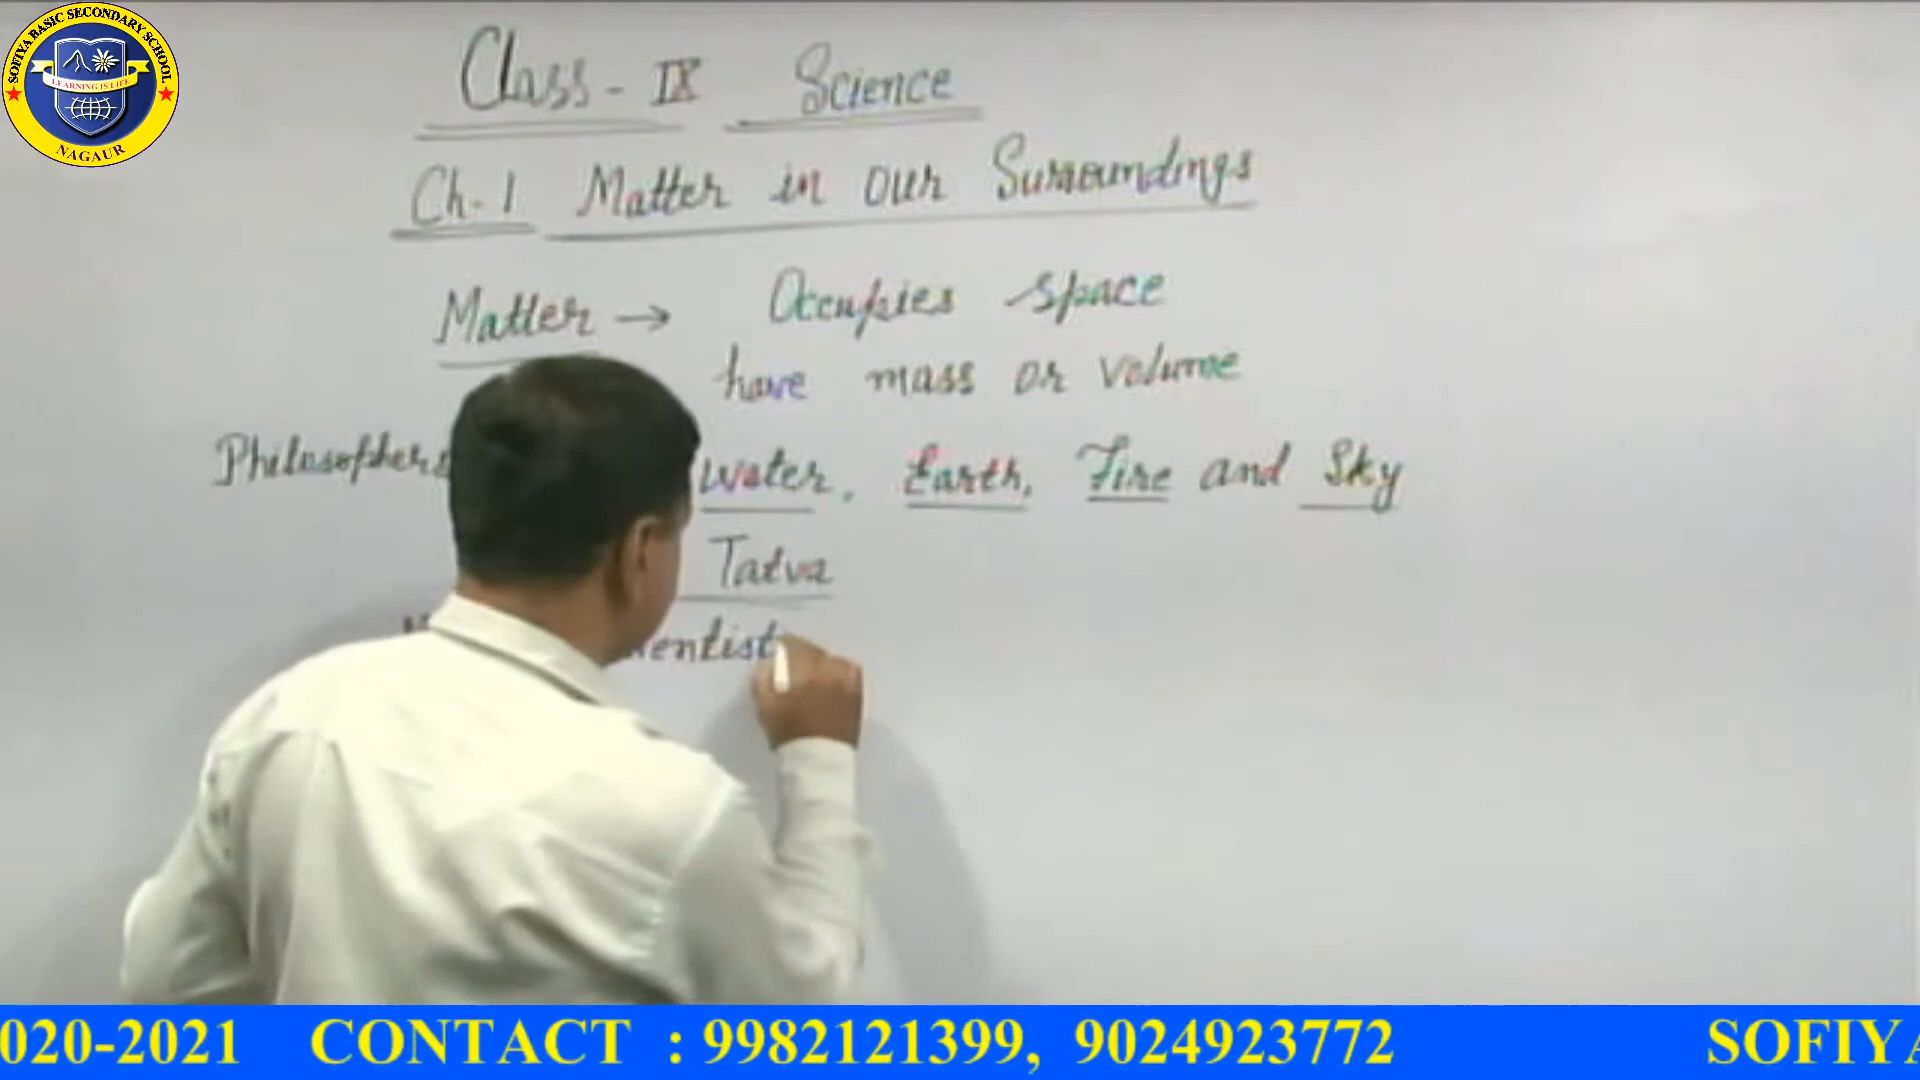 SOFIYA BASIC SECONDARY SCHOOL
LEARNING IS LIFE
NAGAUR
Class - IX Science
Ch. 1 Matter in our Surroundings
Matter → Occupies space
have mass or volume
Philosophers Water, Earth, Fire and Sky
Tatva
020-2021 CONTACT : 9982121399, 9024923772 SOFIYA